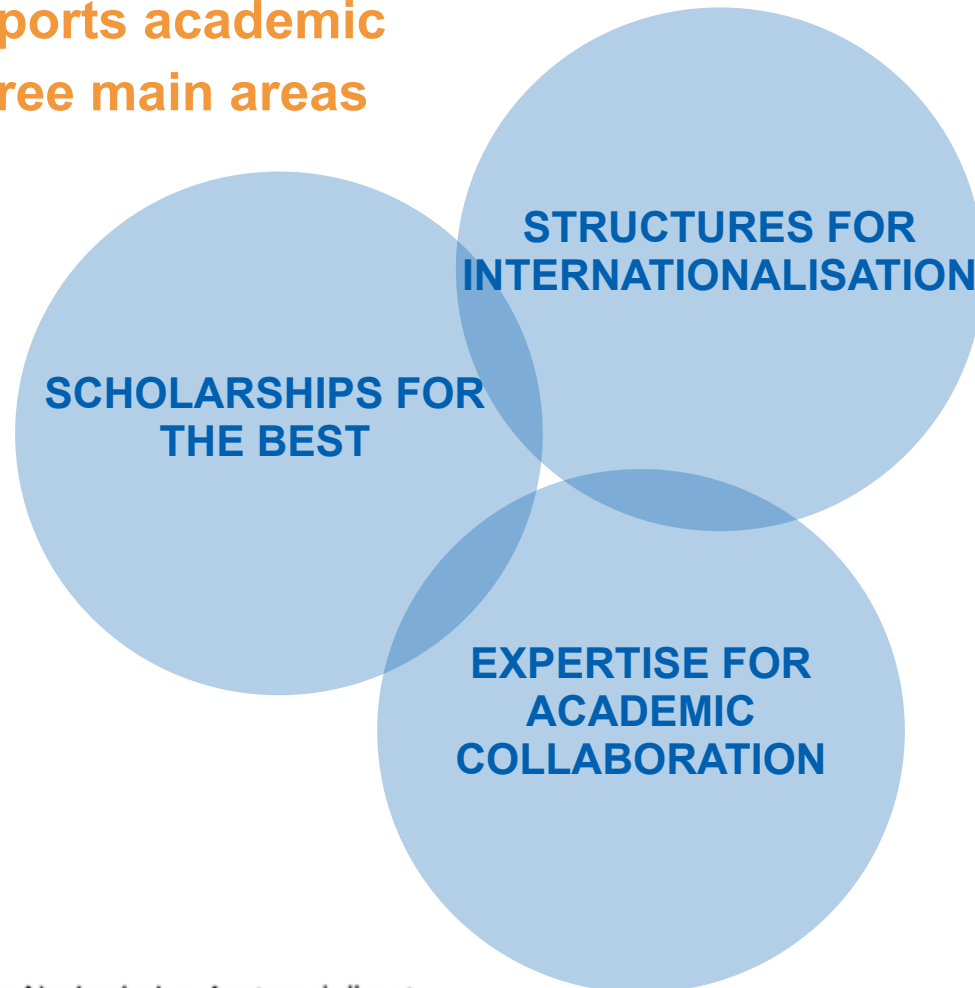 ports academic
ree main areas
STRUCTURES FOR
INTERNATIONALISATION
SCHOLARSHIPS FOR
THE BEST
EXPERTISE FOR
ACADEMIC
COLLABORATION